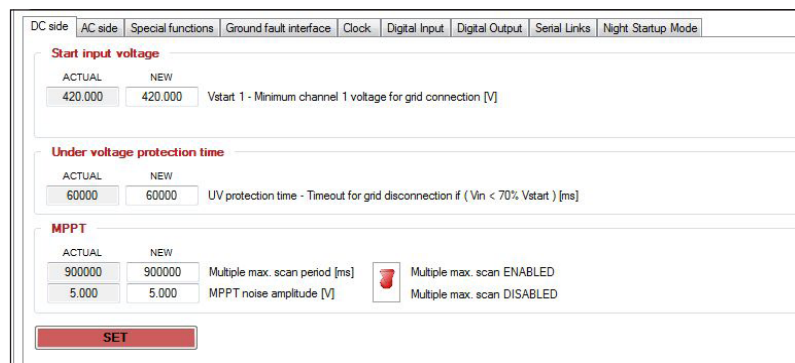 DC side AC side Special functions Ground fault interface Clock Digital Input Digital Output Serial Links Night Startup Mode
Start input voltage
ACTUAL NEW
420.000 420.000 Vstart 1 - Minimum channel 1 voltage for grid connection [V]
Under voltage protection time
ACTUAL NEW
60000 60000 UV protection time - Timeout for grid disconnection if ( Vin < 70% Vstart ) [ms]
MPPT
ACTUAL NEW
900000 900000 Multiple max. scan period [ms] Multiple max. scan ENABLED
5.000 5.000 MPPT noise amplitude [V] Multiple max. scan DISABLED
SET